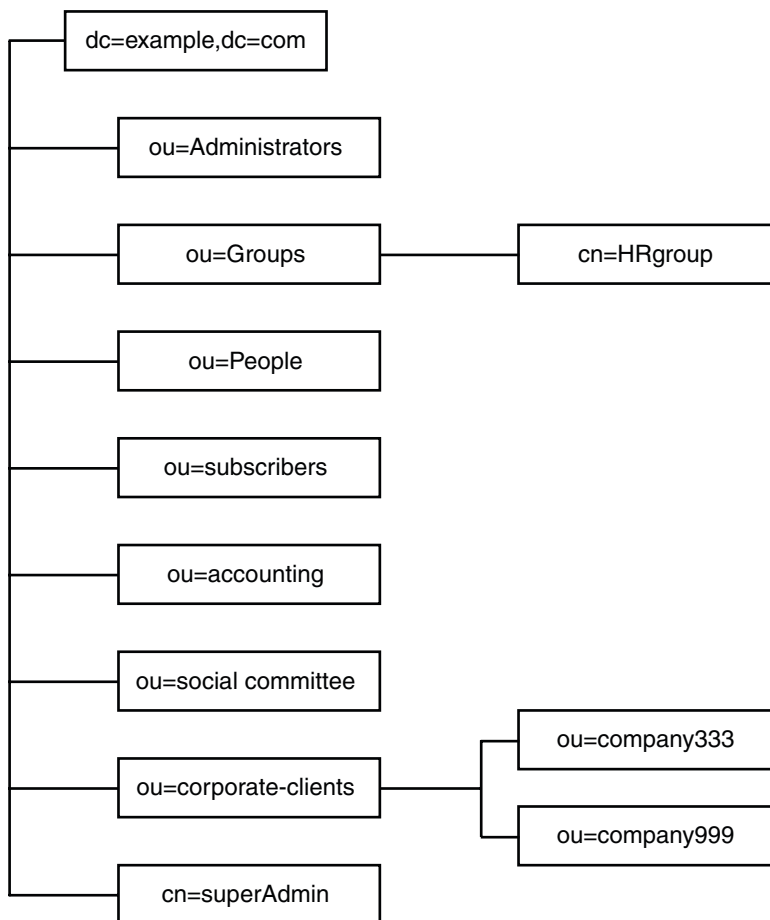 dc=example,dc=com
ou=Administrators
ou=Groups
cn=HRgroup
ou=People
ou=subscribers
ou=accounting
ou=social committee
ou=company333
ou=corporate-clients
ou=company999
cn=superAdmin